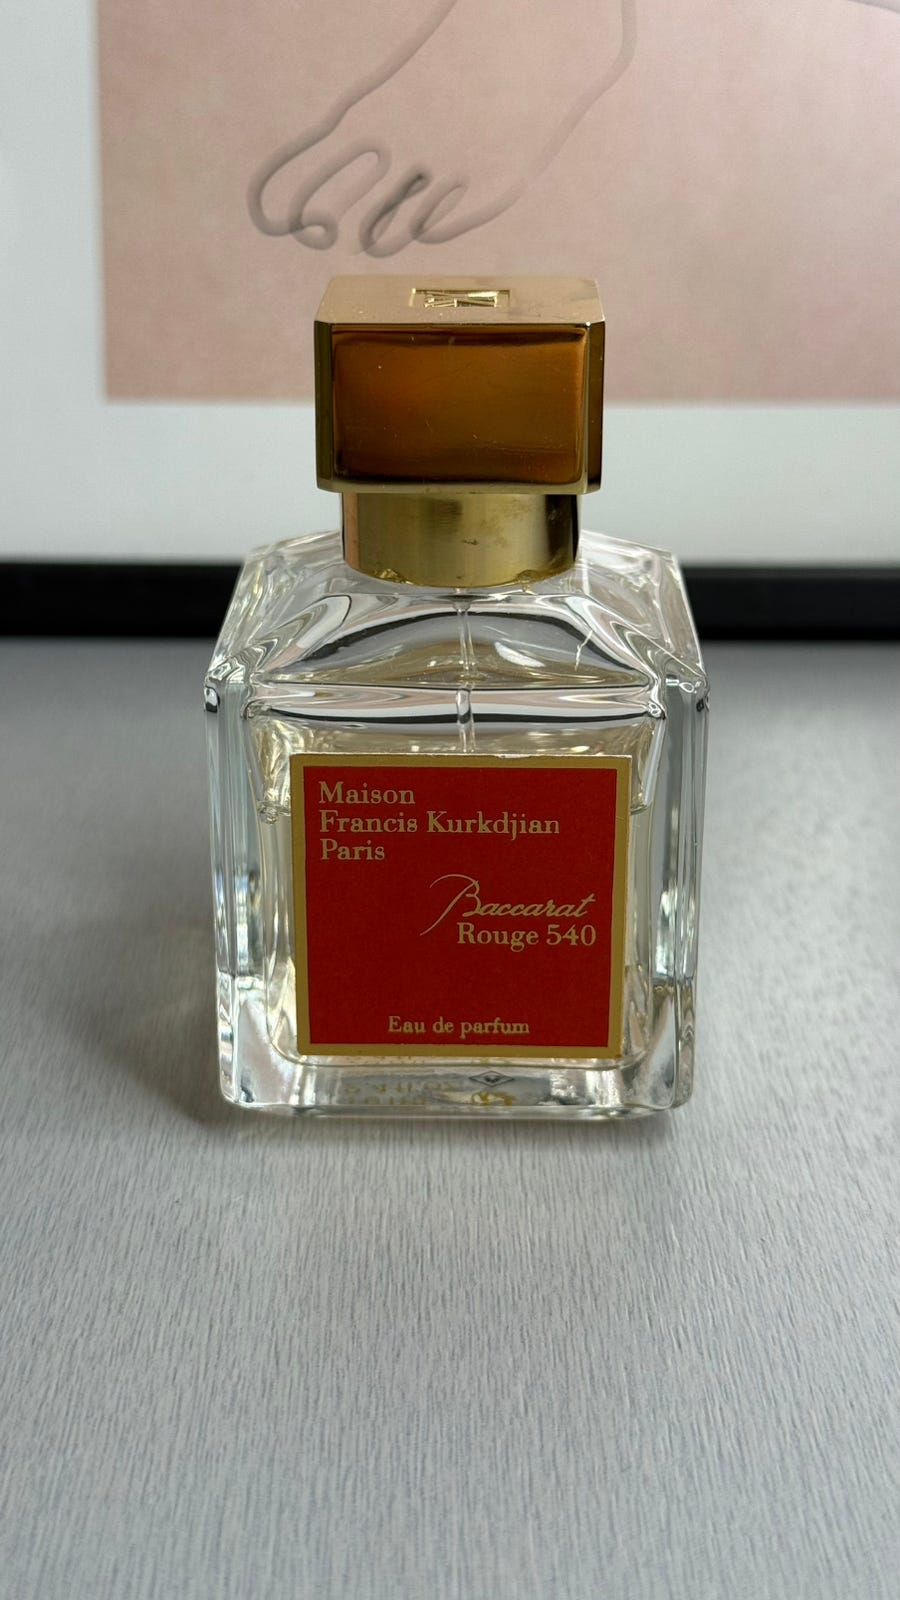 Maison
Francis Kurkdjian
Paris
Baccarat
Rouge 540
Eau de parfum